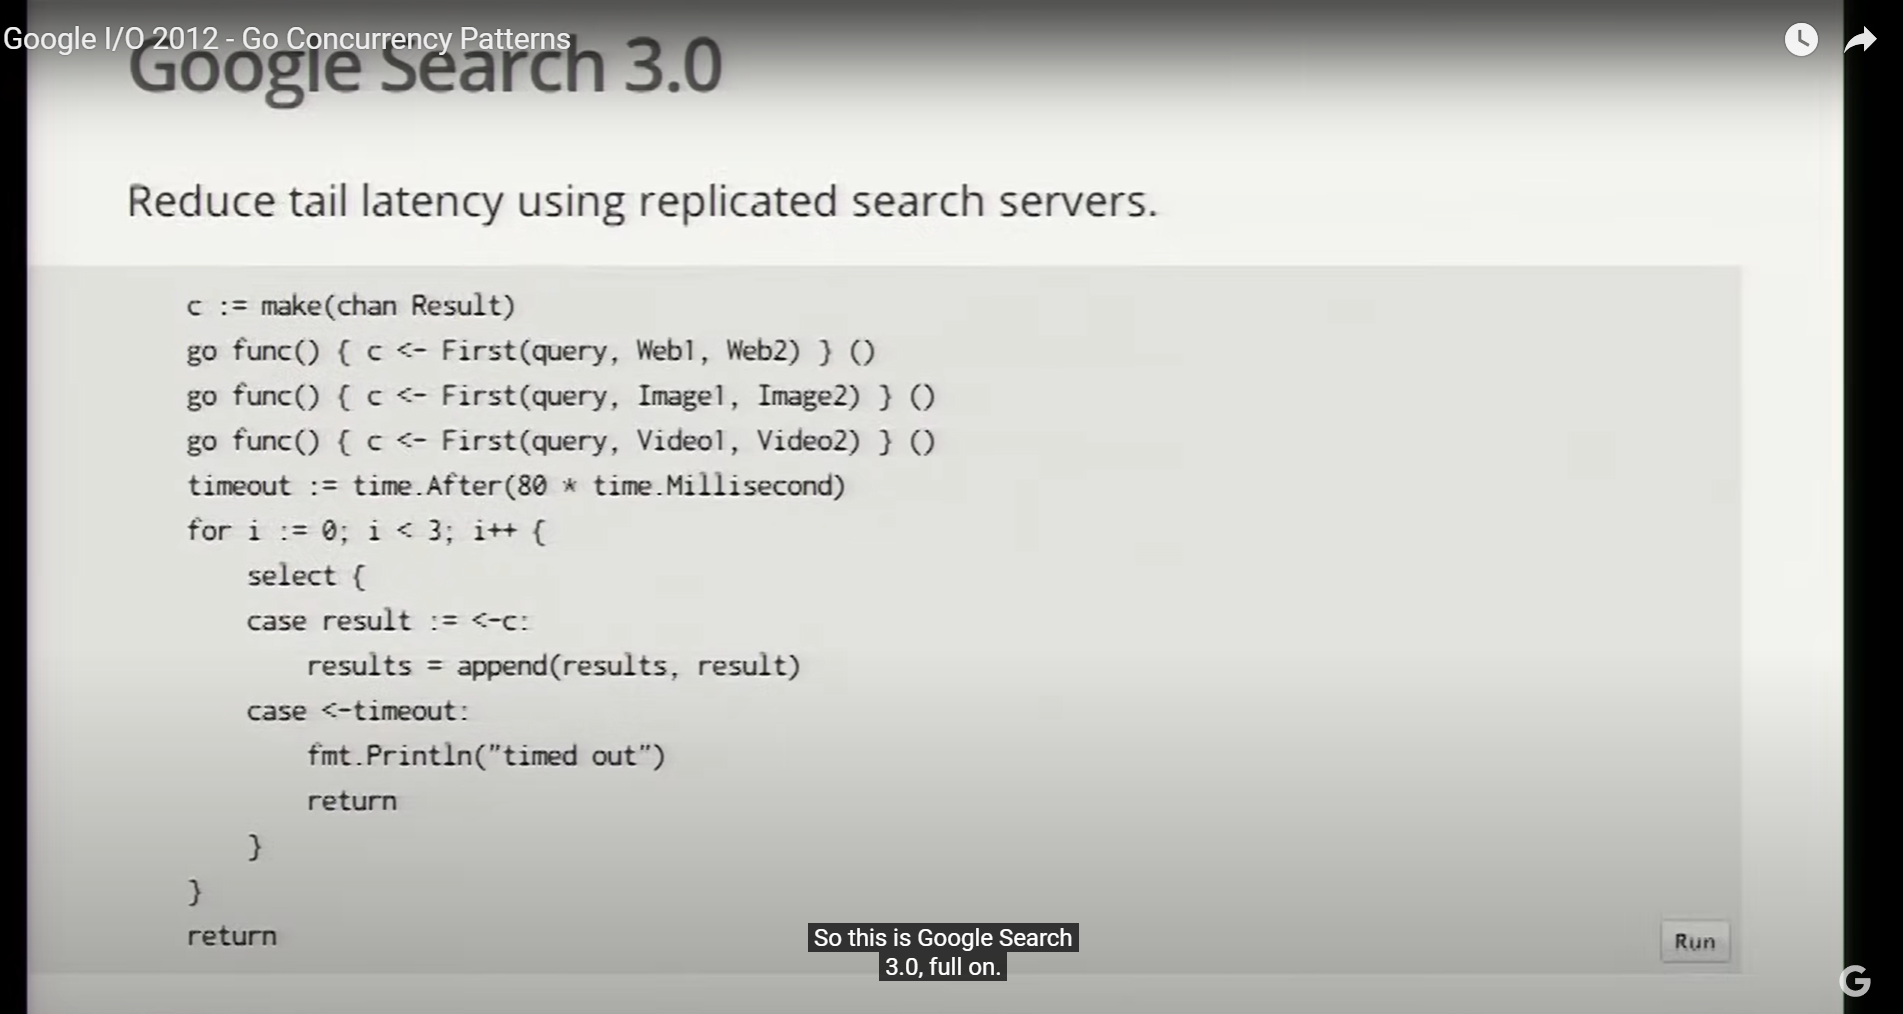 Google I/O 2012 - Go Concurrency Patterns
Google Search 3.0
Reduce tail latency using replicated search servers.
c := make(chan Result)
go func() { c <- First(query, Web1, Web2) } ()
go func() { c <- First(query, Image1, Image2) } ()
go func() { c <- First(query, Video1, Video2) } ()
timeout := time.After(80 * time.Millisecond)
for i := 0; i < 3; i++ {
    select {
    case result := <-c:
        results = append(results, result)
    case <-timeout:
        fmt.Println("timed out")
        return
    }
}
return
Run
So this is Google Search
3.0, full on.
G